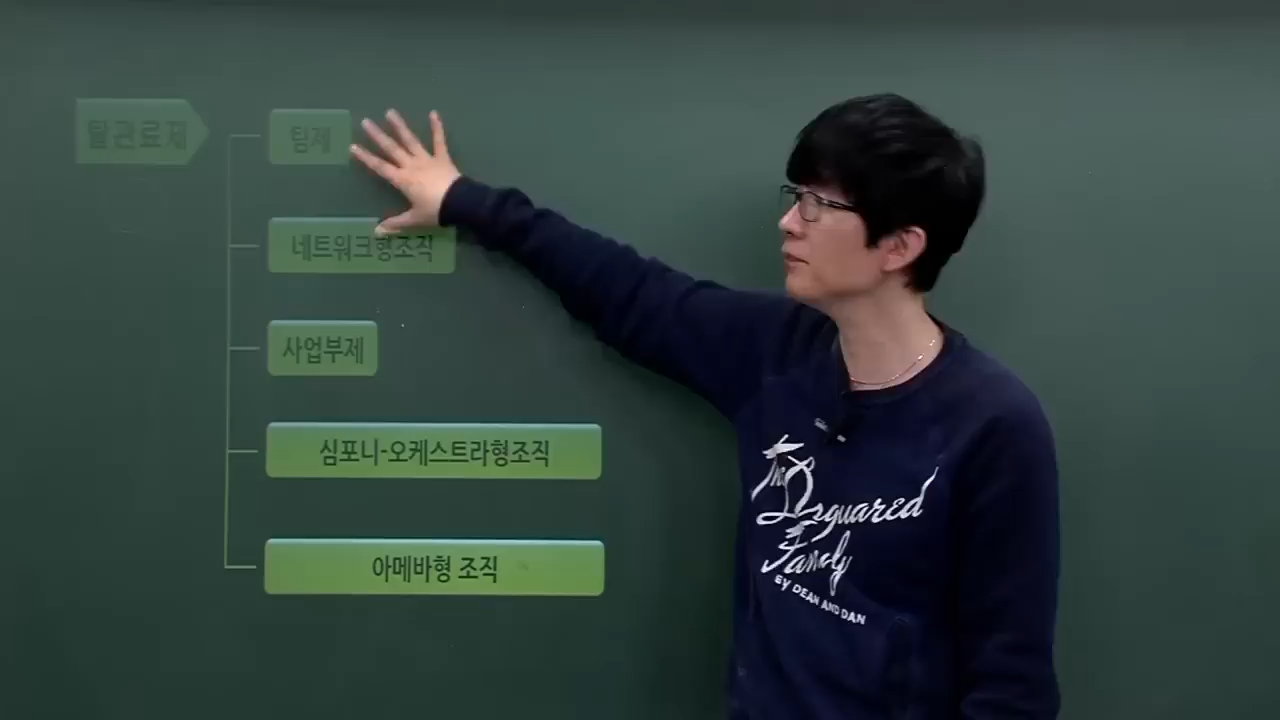 탈관료제
팀제
네트워크형조직
사업부제
심포니-오케스트라형조직
아메바형 조직
The
Dsquared
Family
BY DEAN AND DAN